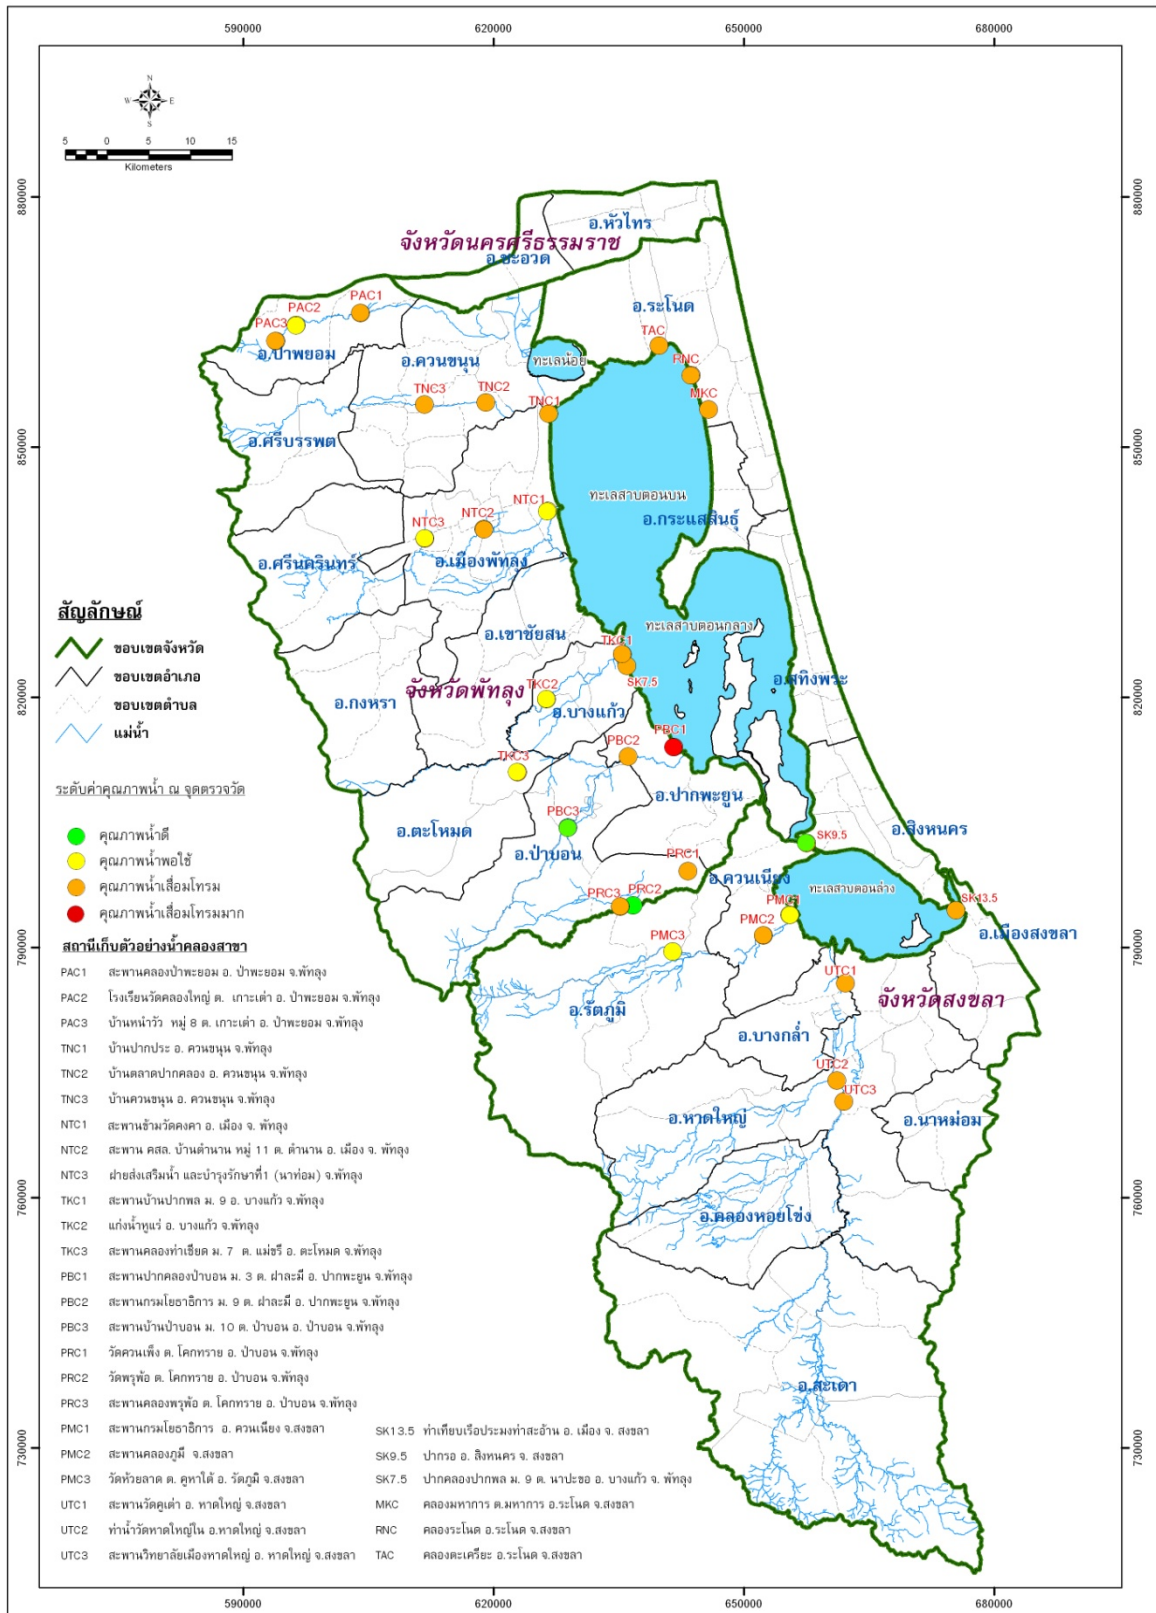 590000
620000
650000
680000
N
W
E
S
5 0 5 10 15
Kilometers
880000
880000
อ.หัวไทร
จังหวัดนครศรีธรรมราช
อ.ชะอวด
PAC1
PAC2
PAC3
อ.ป่าพยอม
อ.ระโนด
TAC
อ.ควนขนุน
ทะเลน้อย
RNC
TNC3
TNC2
TNC1
MKC
อ.ศรีบรรพต
850000
850000
ทะเลสาบตอนบน
NTC1
NTC2
NTC3
อ.กระแสสินธุ์
อ.ศรีนครินทร์
อ.เมืองพัทลุง
สัญลักษณ์
ขอบเขตจังหวัด
ขอบเขตอำเภอ
ขอบเขตตำบล
แม่น้ำ
อ.เขาชัยสน
ทะเลสาบตอนกลาง
TKC1
SK7.5
อ.สทิงพระ
TKC2
จังหวัดพัทลุง
อ.กงหรา
820000
820000
อ.บางแก้ว
PBC1
PBC2
TKC3
อ.ปากพะยูน
ระดับค่าคุณภาพน้ำ ณ จุดตรวจวัด
คุณภาพน้ำดี
คุณภาพน้ำพอใช้
คุณภาพน้ำเสื่อมโทรม
คุณภาพน้ำเสื่อมโทรมมาก
PBC3
อ.ตะโหมด
อ.ป่าบอน
อ.สิงหนคร
SK9.5
PRC1
อ.ควนเนียง
ทะเลสาบตอนล่าง
PRC3
PRC2
PMC1
SK13.5
PMC2
PMC3
อ.เมืองสงขลา
790000
790000
UTC1
จังหวัดสงขลา
อ.รัตภูมิ
อ.บางกล่ำ
UTC2
UTC3
อ.หาดใหญ่
อ.นาหม่อม
760000
760000
อ.คลองหอยโข่ง
อ.สะเดา
730000
730000
สถานีเก็บตัวอย่างน้ำคลองสาขา
PAC1 สะพานคลองป่าพะยอม อ. ป่าพะยอม จ.พัทลุง
PAC2 โรงเรียนวัดคลองใหญ่ ต. เกาะเต่า อ. ป่าพะยอม จ.พัทลุง
PAC3 บ้านหนำวัว หมู่ 8 ต. เกาะเต่า อ. ป่าพะยอม จ.พัทลุง
TNC1 บ้านปากประ อ. ควนขนุน จ.พัทลุง
TNC2 บ้านตลาดปากคลอง อ. ควนขนุน จ.พัทลุง
TNC3 บ้านควนขนุน อ. ควนขนุน จ.พัทลุง
NTC1 สะพานข้ามวัดคงคา อ. เมือง จ. พัทลุง
NTC2 สะพาน คสล. บ้านตำนาน หมู่ 11 ต. ตำนาน อ. เมือง จ. พัทลุง
NTC3 ฝายส่งเสริมน้ำ และบำรุงรักษาที่1 (นาท่อม) จ.พัทลุง
TKC1 สะพานบ้านปากพล ม. 9 อ. บางแก้ว จ.พัทลุง
TKC2 แก่งน้ำหูแร่ อ. บางแก้ว จ.พัทลุง
TKC3 สะพานคลองท่าเชียด ม. 7 ต. แม่ขรี อ. ตะโหมด จ.พัทลุง
PBC1 สะพานปากคลองป่าบอน ม. 3 ต. ฝาละมี อ. ปากพะยูน จ.พัทลุง
PBC2 สะพานกรมโยธาธิการ ม. 9 ต. ฝาละมี อ. ปากพะยูน จ.พัทลุง
PBC3 สะพานบ้านป่าบอน ม. 10 ต. ป่าบอน อ. ป่าบอน จ.พัทลุง
PRC1 วัดควนเพ็ง ต. โคกทราย อ. ป่าบอน จ.พัทลุง
PRC2 วัดพรุพ้อ ต. โคกทราย อ. ป่าบอน จ.พัทลุง
PRC3 สะพานคลองพรุพ้อ ต. โคกทราย อ. ป่าบอน จ.พัทลุง
PMC1 สะพานกรมโยธาธิการ อ. ควนเนียง จ.สงขลา
PMC2 สะพานคลองภูมี จ.สงขลา
PMC3 วัดห้วยลาด ต. คูหาใต้ อ. รัตภูมิ จ.สงขลา
UTC1 สะพานวัดคูเต่า อ. หาดใหญ่ จ.สงขลา
UTC2 ท่าน้ำวัดหาดใหญ่ใน อ.หาดใหญ่ จ.สงขลา
UTC3 สะพานวิทยาลัยเมืองหาดใหญ่ อ. หาดใหญ่ จ.สงขลา
SK13.5 ท่าเทียบเรือประมงท่าสะอ้าน อ. เมือง จ. สงขลา
SK9.5 ปากรอ อ. สิงหนคร จ. สงขลา
SK7.5 ปากคลองปากพล ม. 9 ต. นาปะขอ อ. บางแก้ว จ. พัทลุง
MKC คลองมหาการ ต.มหาการ อ.ระโนด จ.สงขลา
RNC คลองระโนด อ.ระโนด จ.สงขลา
TAC คลองตะเครียะ อ.ระโนด จ.สงขลา
590000
620000
650000
680000